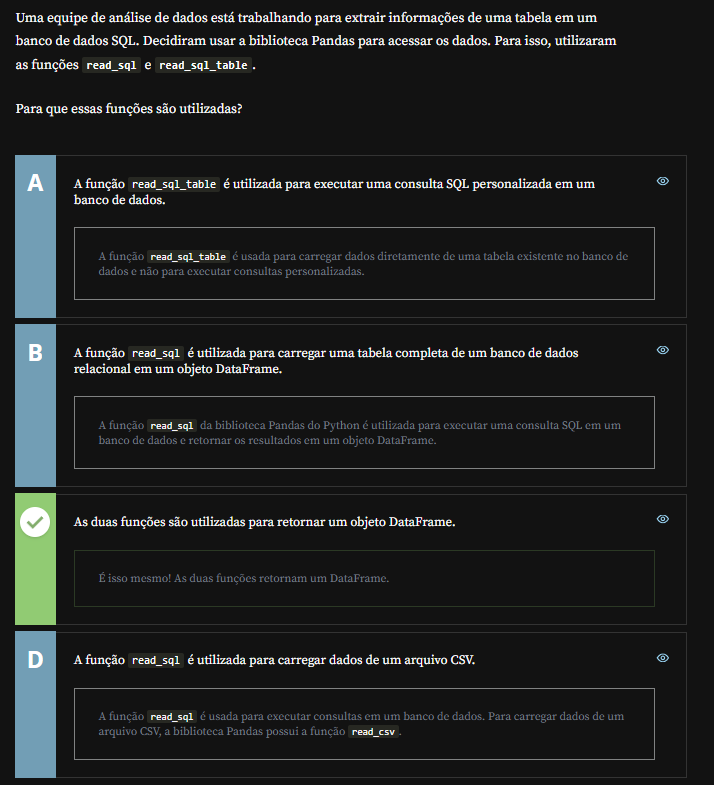 Uma equipe de análise de dados está trabalhando para extrair informações de uma tabela em um
banco de dados SQL. Decidiram usar a biblioteca Pandas para acessar os dados. Para isso, utilizaram
as funções read_sql e read_sql_table.
Para que essas funções são utilizadas?
A
A função read_sql_table é utilizada para executar uma consulta SQL personalizada em um
banco de dados.
A função read_sql_table é usada para carregar dados diretamente de uma tabela existente no banco de
dados e não para executar consultas personalizadas.
B
A função read_sql é utilizada para carregar uma tabela completa de um banco de dados
relacional em um objeto DataFrame.
A função read_sql da biblioteca Pandas do Python é utilizada para executar uma consulta SQL em um
banco de dados e retornar os resultados em um objeto DataFrame.
As duas funções são utilizadas para retornar um objeto DataFrame.
É isso mesmo! As duas funções retornam um DataFrame.
D
A função read_sql é utilizada para carregar dados de um arquivo CSV.
A função read_sql é usada para executar consultas em um banco de dados. Para carregar dados de um
arquivo CSV, a biblioteca Pandas possui a função read_csv.